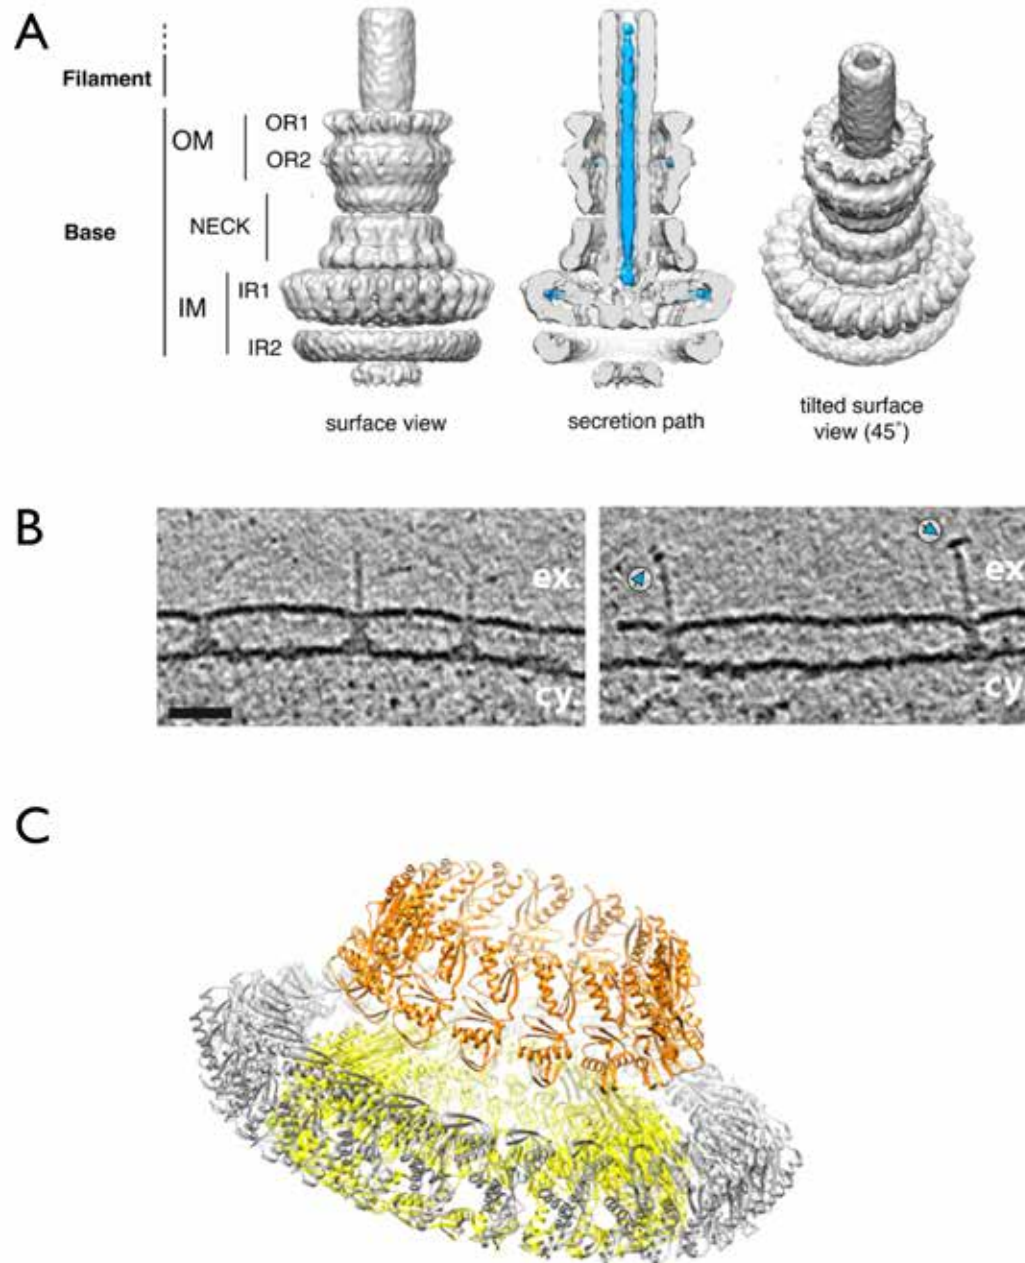 A
Filament
OM
OR1
OR2
Base
NECK
IM
IR1
IR2
surface view
secretion path
tilted surface
view (45°)
B
ex.
cy.
ex
cy.
C